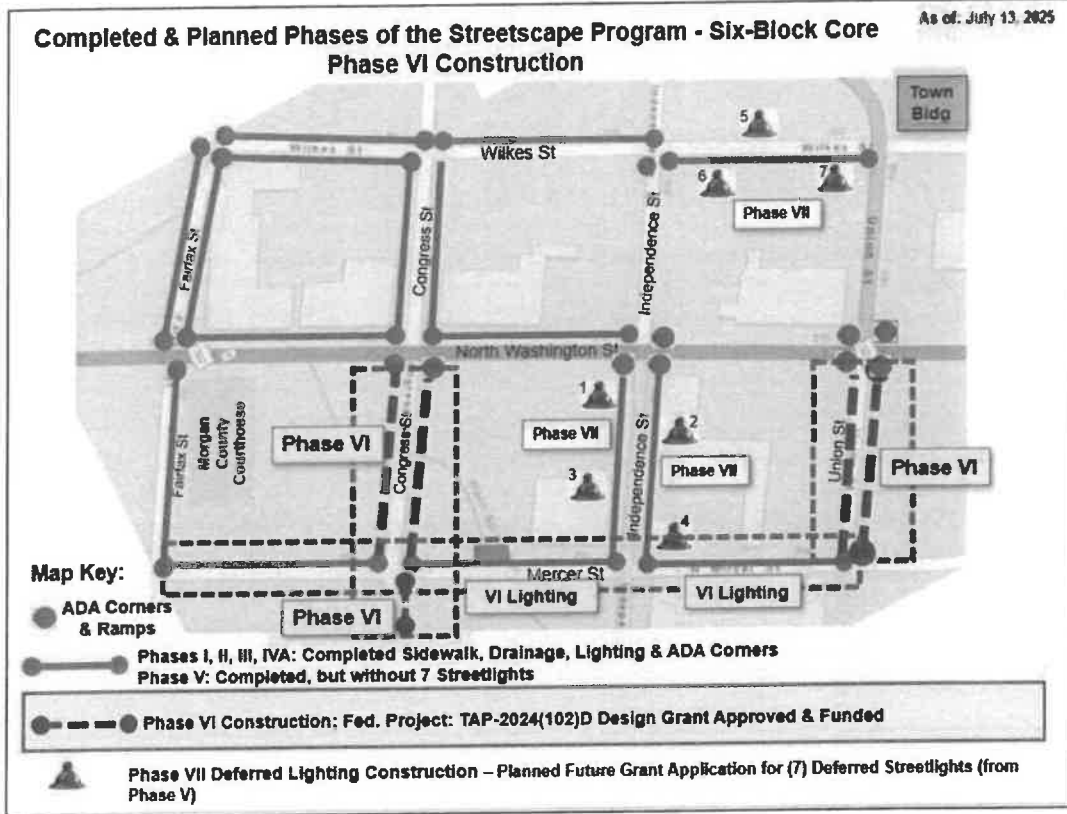 As of: July 13, 2025
Completed & Planned Phases of the Streetscape Program - Six-Block Core
Phase VI Construction
Town
Bldg
5
Wilkes St
Wilkes St
Wilkes S
6
7
Phase VII
Fairfax St
Congress St
Independence St
North Washington St
Fairfax St
Morgan
County
Courthouse
Phase VI
Congress St
1
Phase VII
3
Independence St
2
Phase VII
4
Union St
Phase VI
Mercer St
Map Key:
ADA Corners
& Ramps
Phase VI
VI Lighting
VI Lighting
Phases I, II, III, IVA: Completed Sidewalk, Drainage, Lighting & ADA Corners
Phase V: Completed, but without 7 Streetlights
Phase VI Construction: Fed. Project: TAP-2024(102)D Design Grant Approved & Funded
Phase VII Deferred Lighting Construction – Planned Future Grant Application for (7) Deferred Streetlights (from
Phase V)